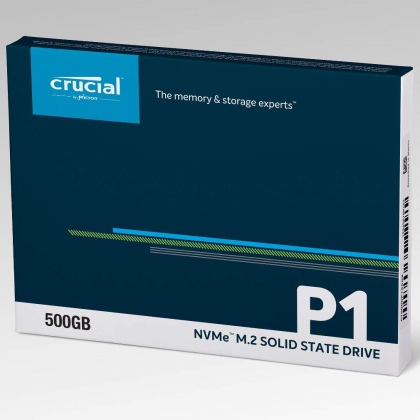 crucial
by Micron
The memory & storage experts™
P1
500GB
NVMe™ M.2 SOLID STATE DRIVE